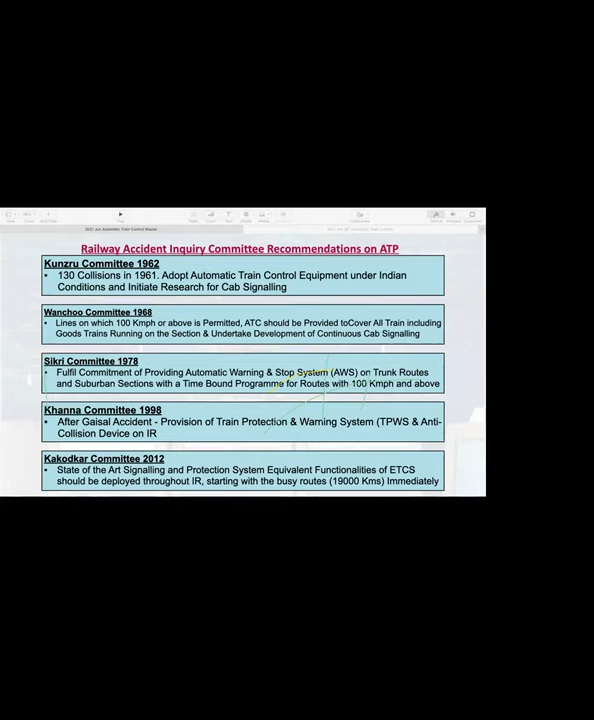 2021 Jun Automatic Train Control Master
Railway Accident Inquiry Committee Recommendations on ATP
Kunzru Committee 1962
▪ 130 Collisions in 1961. Adopt Automatic Train Control Equipment under Indian
Conditions and Initiate Research for Cab Signalling
Wanchoo Committee 1968
▪ Lines on which 100 Kmph or above is Permitted, ATC should be Provided toCover All Train including
Goods Trains Running on the Section & Undertake Development of Continuous Cab Signalling
Sikri Committee 1978
▪ Fulfil Commitment of Providing Automatic Warning & Stop System (AWS) on Trunk Routes
and Suburban Sections with a Time Bound Programme for Routes with 100 Kmph and above
Khanna Committee 1998
▪ After Gaisal Accident - Provision of Train Protection & Warning System (TPWS & Anti-
Collision Device on IR
Kakodkar Committee 2012
▪ State of the Art Signalling and Protection System Equivalent Functionalities of ETCS
should be deployed throughout IR, starting with the busy routes (19000 Kms) Immediately